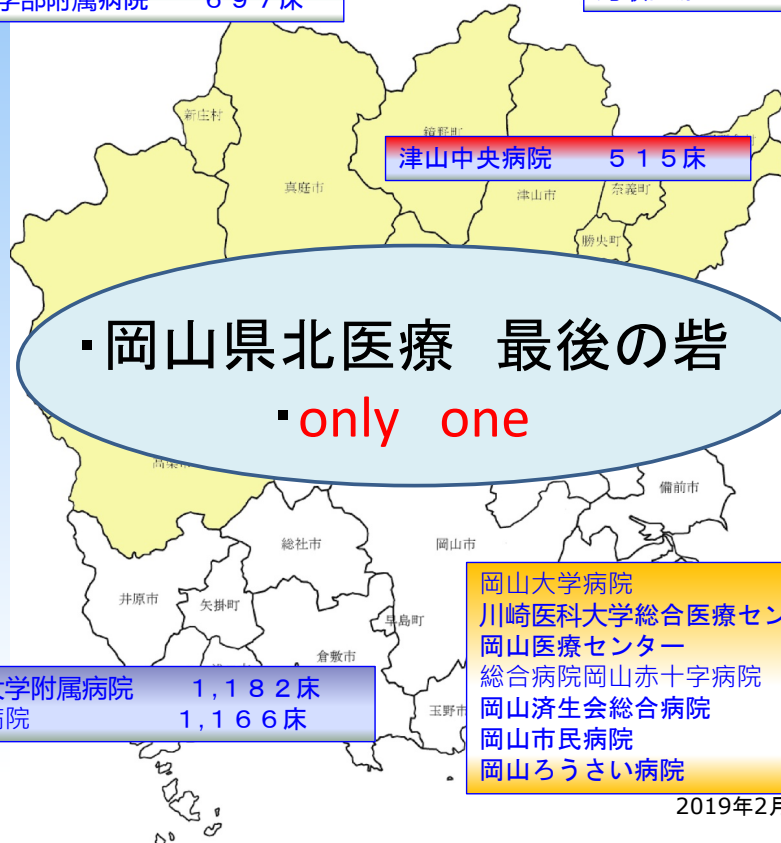 学部附属病院　６９７床
新庄村
鏡野町
津山中央病院　５１５床
真庭市
津山市
奈義町
勝央町
・岡山県北医療　最後の砦
・only one
備前市
総社市
岡山市
井原市
矢掛町
早島町
倉敷市
玉野市
大学附属病院　1,１８２床
病院　1,１６６床
岡山大学病院
川崎医科大学総合医療セン
岡山医療センター
総合病院岡山赤十字病院
岡山済生会総合病院
岡山市民病院
岡山ろうさい病院
2019年2月